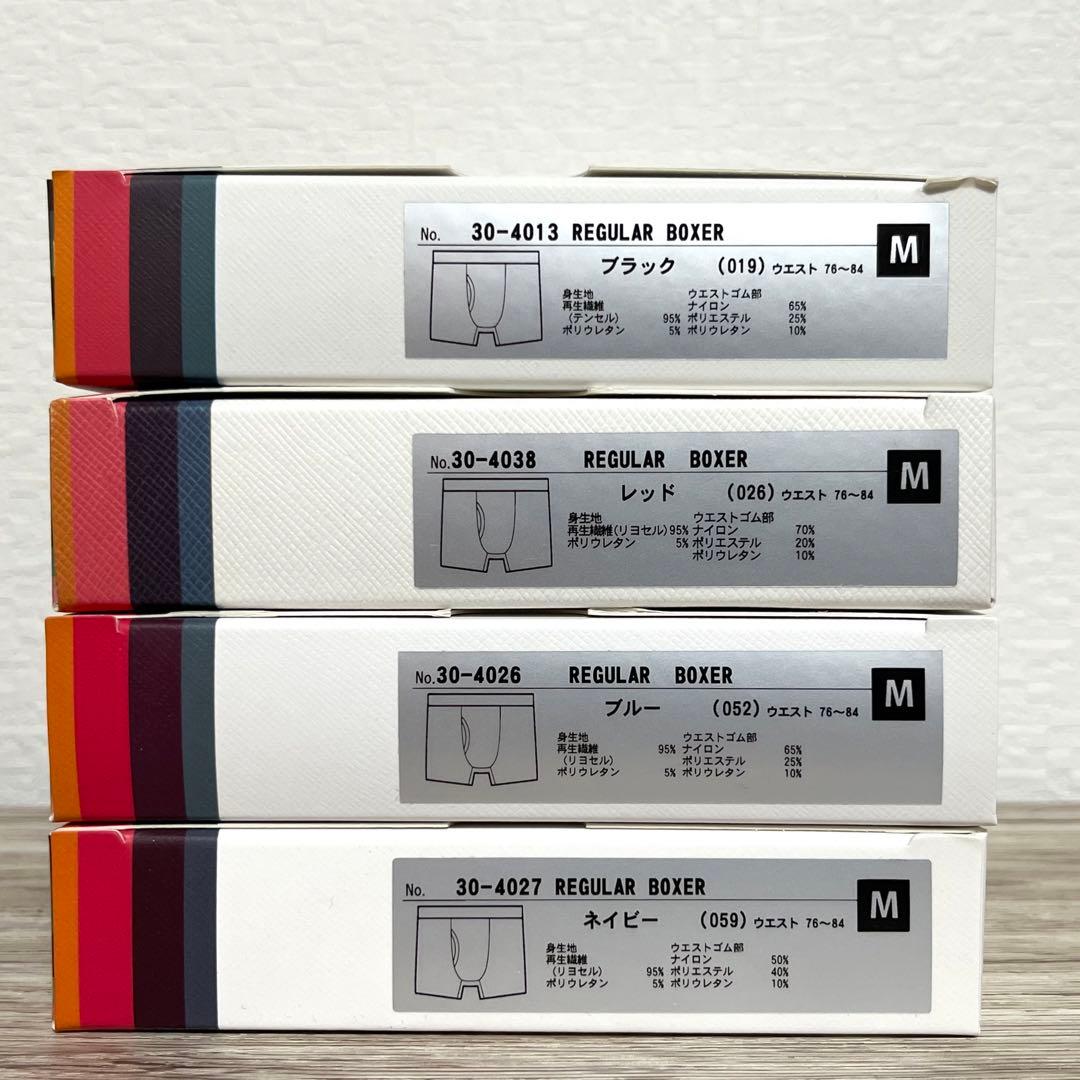 No. 30-4013 REGULAR BOXER M
ブラック (019) ウエスト 76〜84
身生地 ウエストゴム部
再生繊維 ナイロン 65%
(テンセル) 95% ポリエステル 25%
ポリウレタン 5% ポリウレタン 10%
No.30-4038 REGULAR BOXER M
レッド (026) ウエスト 76〜84
身生地 ウエストゴム部
再生繊維(リヨセル)95% ナイロン 70%
ポリウレタン 5% ポリエステル 20%
ポリウレタン 10%
No.30-4026 REGULAR BOXER M
ブルー (052) ウエスト 76〜84
身生地 ウエストゴム部
再生繊維 95% ナイロン 65%
(リヨセル) ポリエステル 25%
ポリウレタン 5% ポリウレタン 10%
No. 30-4027 REGULAR BOXER M
ネイビー (059) ウエスト 76〜84
身生地 ウエストゴム部
再生繊維 ナイロン 50%
(リヨセル) 95% ポリエステル 40%
ポリウレタン 5% ポリウレタン 10%